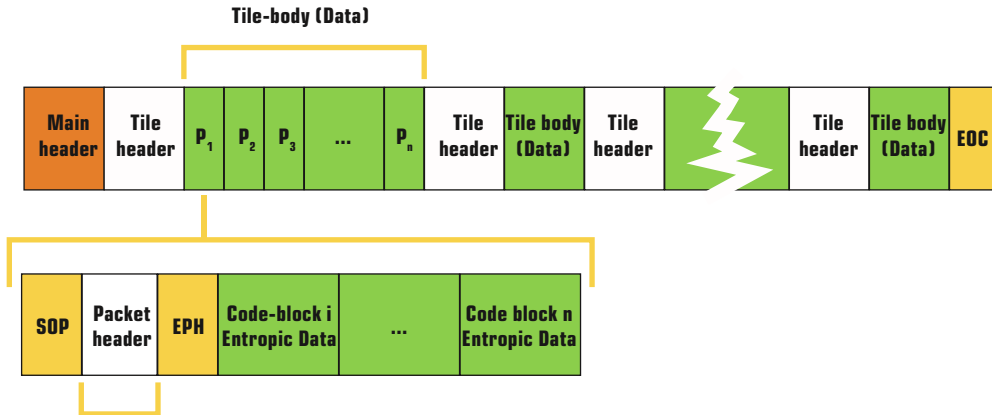 Tile-body (Data)
Main header
Tile header
P1
P2
P3
...
Pn
Tile header
Tile body (Data)
Tile header
Tile header
Tile body (Data)
EOC
SOP
Packet header
EPH
Code-block i Entropic Data
...
Code block n Entropic Data